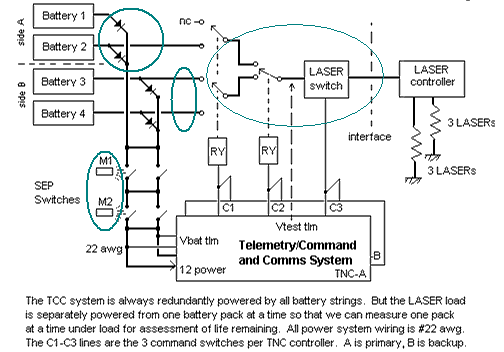 side A
Battery 1
Battery 2
side B
Battery 3
Battery 4
nc
LASER
switch
LASER
controller
interface
3 LASERs
3 LASERs
RY
RY
SEP
Switches
M1
M2
C1
C2
C3
Vtest tlm
Vbat tlm
Telemetry/Command
and Comms System
22 awg
12 power
TNC-A
-B
The TCC system is always redundantly powered by all battery strings. But the LASER load
is separately powered from one battery pack at a time so that we can measure one pack
at a time under load for assessment of life remaining. All power system wiring is #22 awg.
The C1-C3 lines are the 3 command switches per TNC controller. A is primary, B is backup.